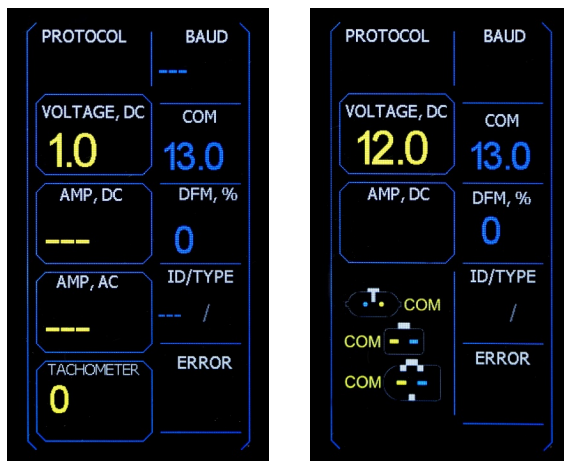 PROTOCOL BAUD
---
VOLTAGE, DC COM
1.0 13.0
AMP, DC DFM, %
--- 0
AMP, AC ID/TYPE
--- --- /
TACHOMETER ERROR
0
PROTOCOL BAUD
VOLTAGE, DC COM
12.0 13.0
AMP, DC DFM, %
0
ID/TYPE
COM /
COM
ERROR
COM